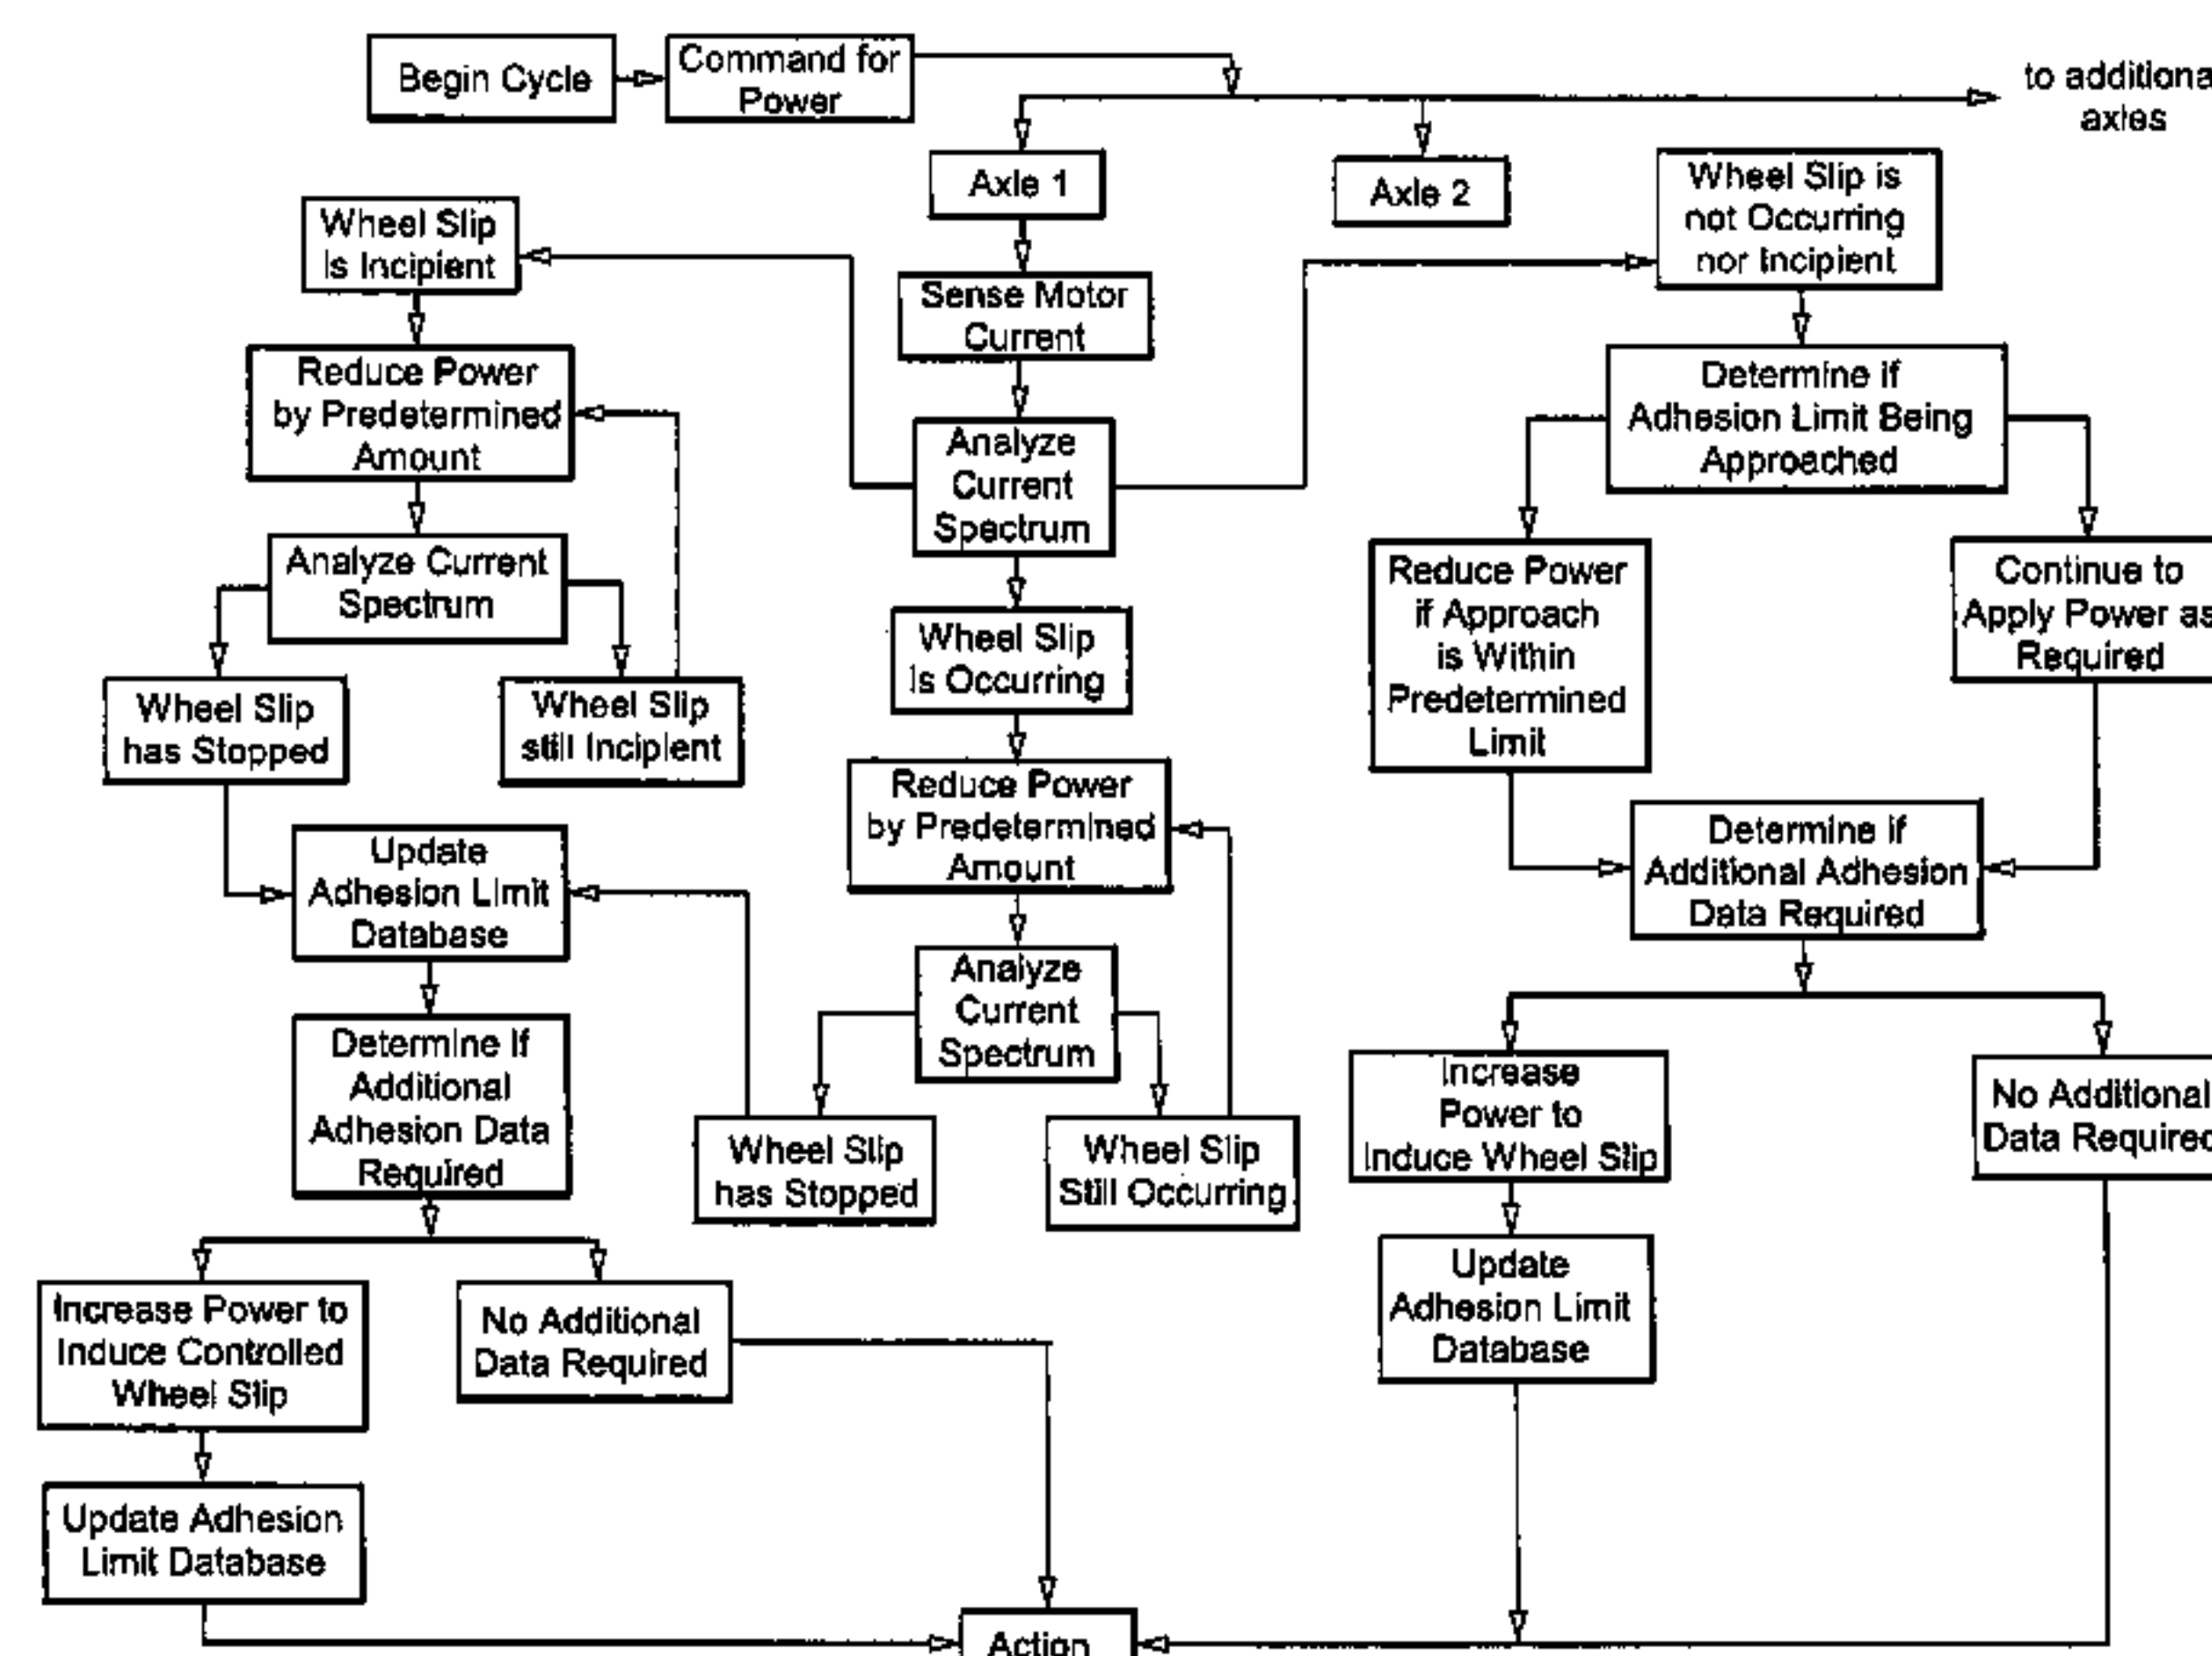 Begin Cycle
Command for
Power
to additiona
axles
Axle 1
Axle 2
Wheel Slip is
not Occurring
nor Incipient
Wheel Slip
Is Incipient
Sense Motor
Current
Reduce Power
by Predetermined
Amount
Determine if
Adhesion Limit Being
Approached
Analyze
Current
Spectrum
Analyze Current
Spectrum
Reduce Power
if Approach
is Within
Predetermined
Limit
Continue to
Apply Power as
Required
Wheel Slip
Is Occurring
Wheel Slip
has Stopped
Wheel Slip
still Incipient
Reduce Power
by Predetermined
Amount
Determine if
Additional Adhesion
Data Required
Update
Adhesion Limit
Database
Analyze
Current
Spectrum
Determine If
Additional
Adhesion Data
Required
Increase
Power to
Induce Wheel Slip
No Additional
Data Required
Wheel Slip
has Stopped
Wheel Slip
Still Occurring
Update
Adhesion Limit
Database
Increase Power to
Induce Controlled
Wheel Slip
No Additional
Data Required
Update Adhesion
Limit Database
Action